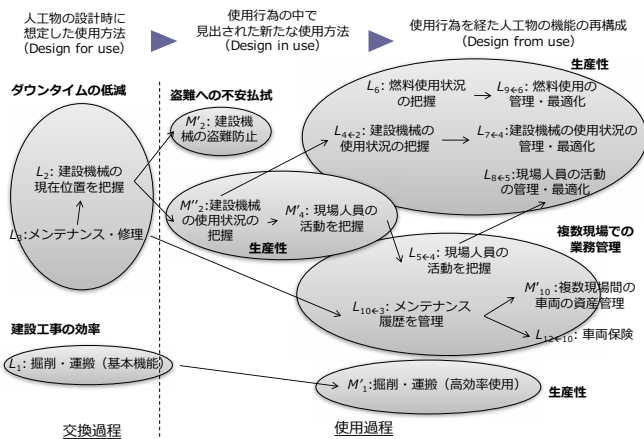 人工物の設計時に
想定した使用方法
(Design for use)
使用行為の中で
見出された新たな使用方法
(Design in use)
使用行為を経た人工物の機能の再構成
(Design from use)
ダウンタイムの低減
盗難への不安払拭
生産性
L6: 燃料使用状況
の把握
L9←6: 燃料使用の
管理・最適化
M'2: 建設機
械の盗難防止
L4←2: 建設機械の
使用状況の把握
L7←4:建設機械の使用状況の
管理・最適化
L8←5:現場人員の活動
の管理・最適化
L2: 建設機械の
現在位置を把握
M''2: 建設機械
の使用状況の
把握
M'4: 現場人員の
活動を把握
生産性
L3:メンテナンス・修理
複数現場での
業務管理
L5←4: 現場人員の
活動を把握
M'10: 複数現場間の
車両の資産管理
L10←3: メンテナンス
履歴を管理
L12←10: 車両保険
建設工事の効率
L1: 掘削・運搬（基本機能）
M'1:掘削・運搬（高効率使用）
生産性
交換過程
使用過程